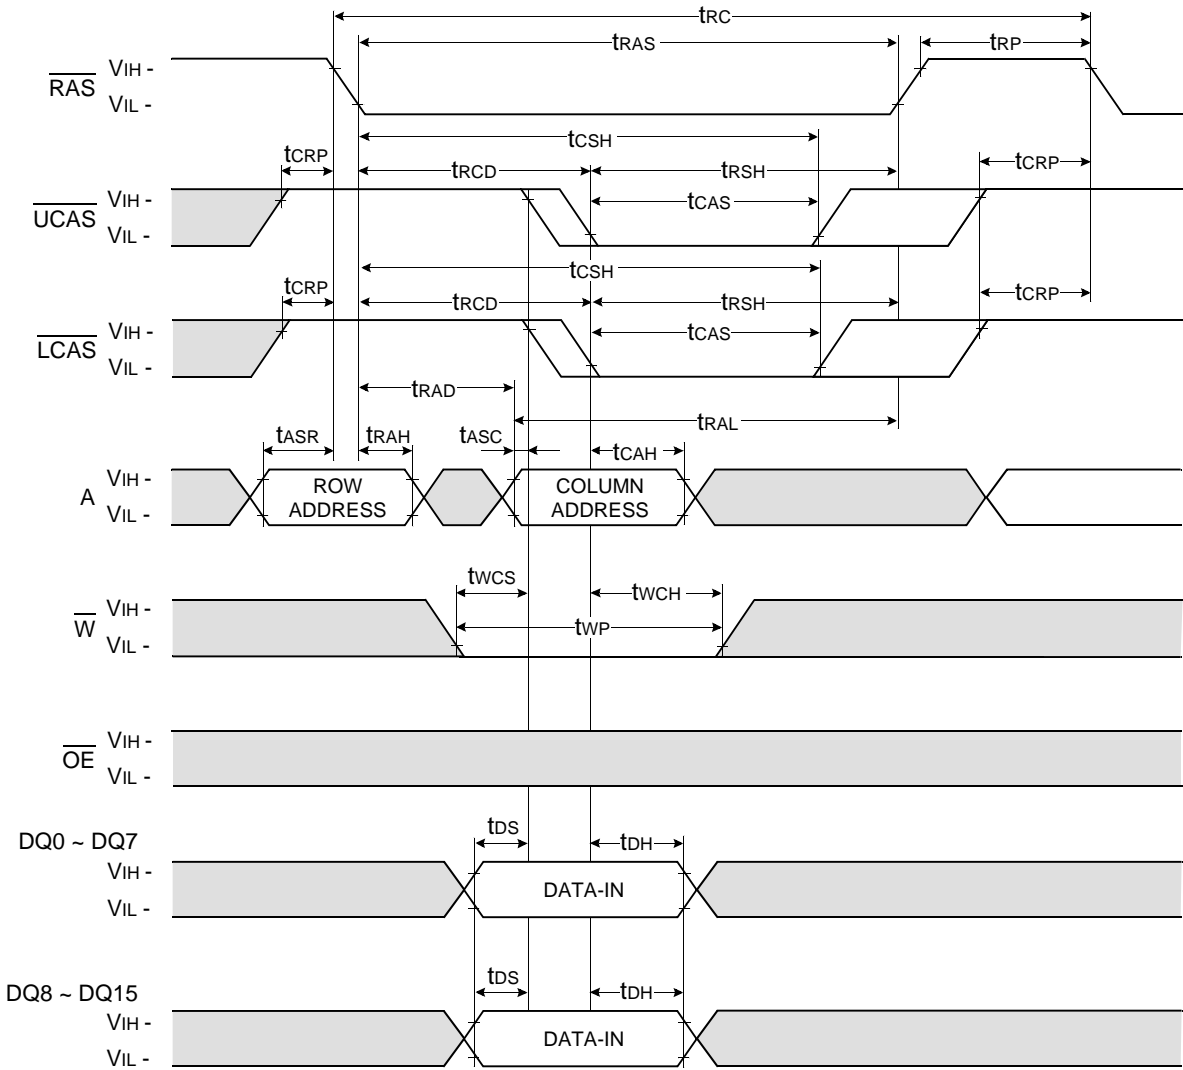 tRC
tRAS
tRP
RAS
VIH -
VIL -
tCSH
tCRP
tRCD
tRSH
tCRP
UCAS
VIH -
VIL -
tCAS
tCSH
tCRP
tRCD
tRSH
tCRP
LCAS
VIH -
VIL -
tCAS
tRAD
tRAL
tASR
tRAH
tASC
tCAH
A
VIH -
VIL -
ROW
ADDRESS
COLUMN
ADDRESS
tWCS
tWCH
W
VIH -
VIL -
tWP
OE
VIH -
VIL -
DQ0 ~ DQ7
VIH -
VIL -
tDS
tDH
DATA-IN
DQ8 ~ DQ15
VIH -
VIL -
tDS
tDH
DATA-IN